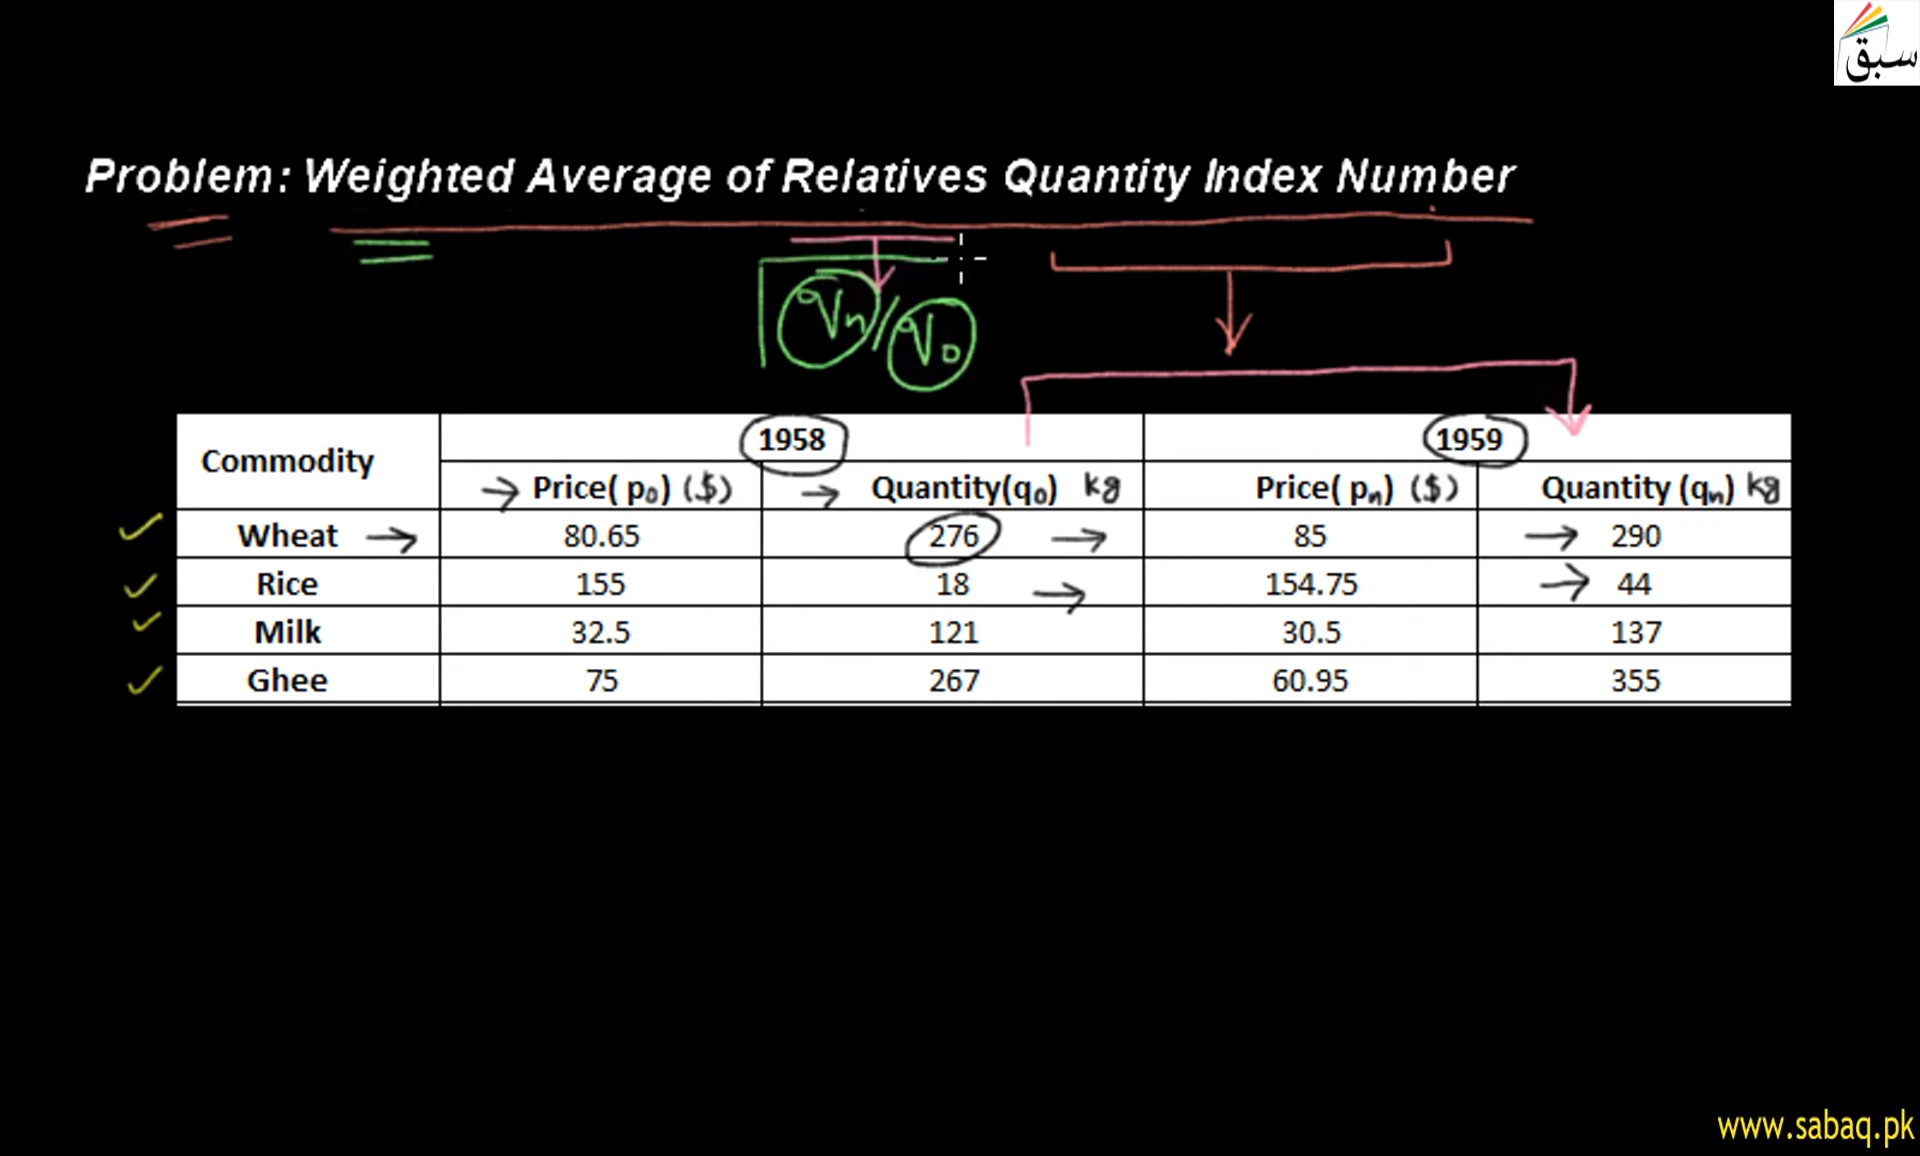 سبق
Problem: Weighted Average of Relatives Quantity Index Number
qn/q0
Commodity 1958 1959
→ Price( p0) ($) → Quantity(q0) kg Price( pn) ($) Quantity (qn) kg
Wheat → 80.65 276 → 85 → 290
Rice 155 18 → 154.75 → 44
Milk 32.5 121 30.5 137
Ghee 75 267 60.95 355
www.sabaq.pk